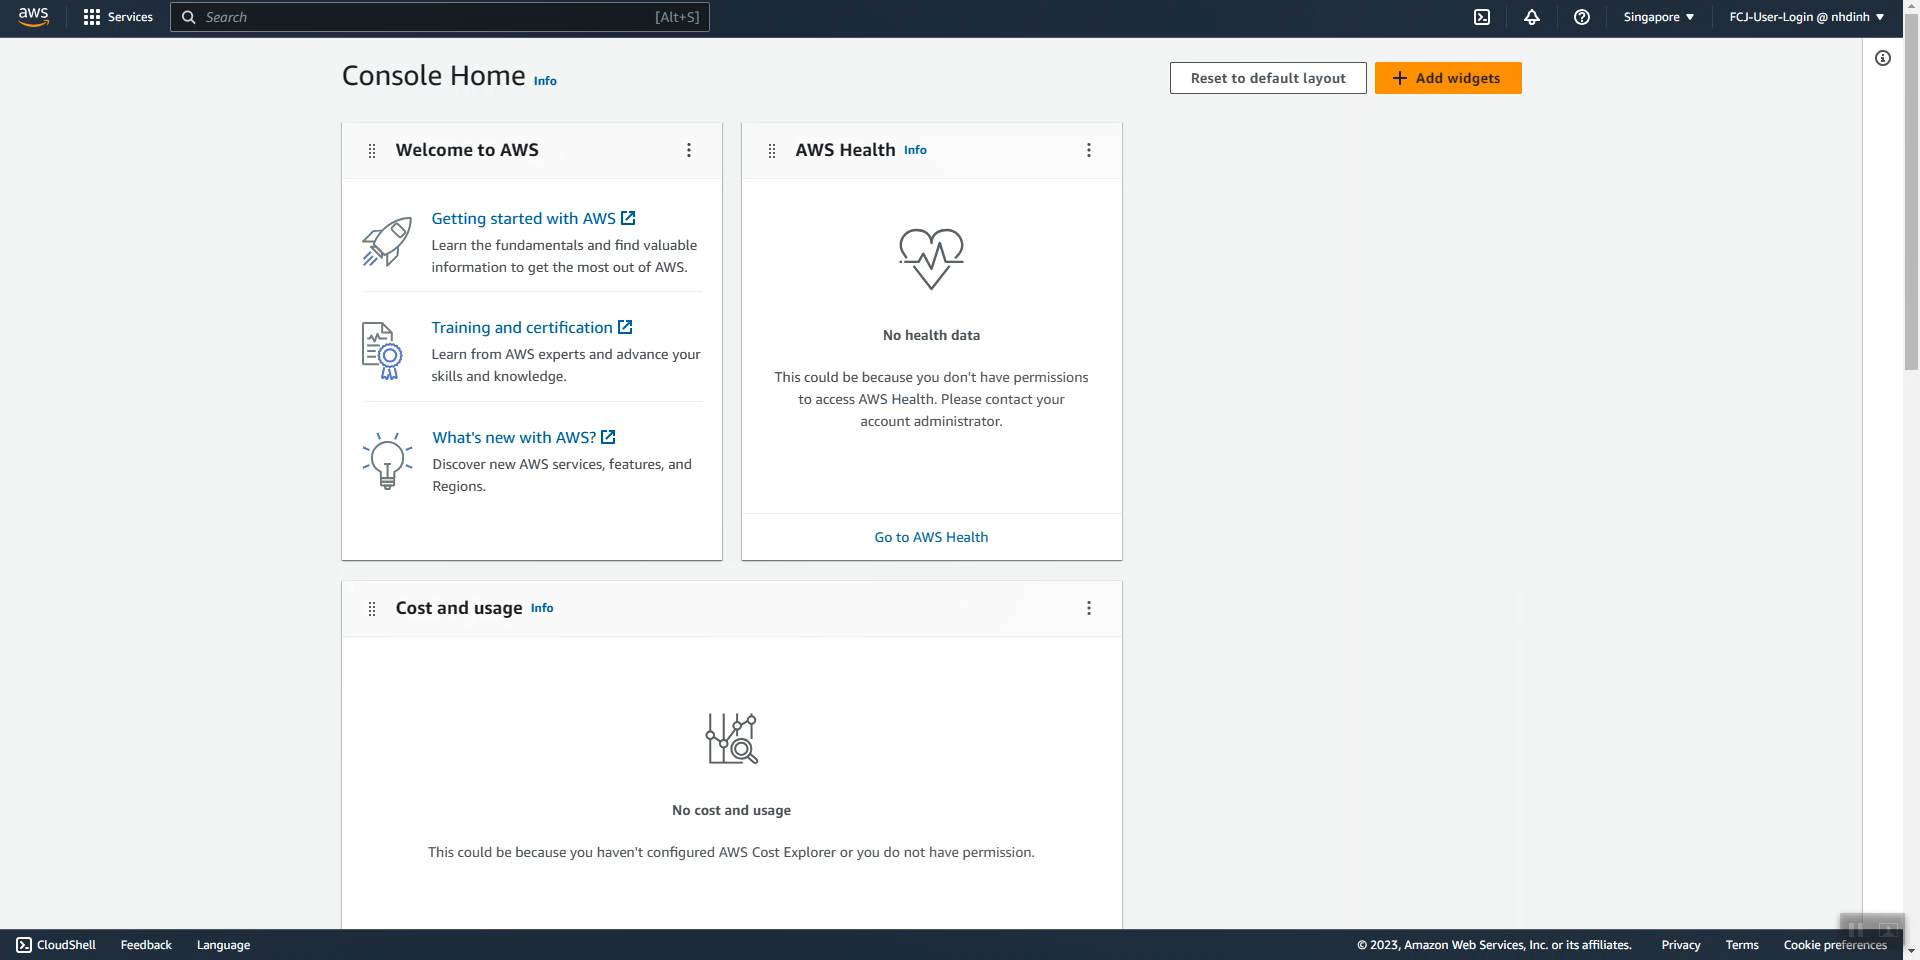 aws
Services
Search
[Alt+S]
Singapore ▼
FCJ-User-Login @ nhdinh ▼
Console Home Info
Reset to default layout
+ Add widgets
Welcome to AWS
Getting started with AWS
Learn the fundamentals and find valuable
information to get the most out of AWS.
Training and certification
Learn from AWS experts and advance your
skills and knowledge.
What's new with AWS?
Discover new AWS services, features, and
Regions.
AWS Health Info
No health data
This could be because you don't have permissions
to access AWS Health. Please contact your
account administrator.
Go to AWS Health
Cost and usage Info
No cost and usage
This could be because you haven't configured AWS Cost Explorer or you do not have permission.
CloudShell
Feedback
Language
© 2023, Amazon Web Services, Inc. or its affiliates.
Privacy
Terms
Cookie preferences